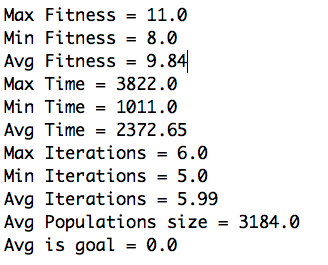 Max Fitness = 11.0
Min Fitness = 8.0
Avg Fitness = 9.84
Max Time = 3822.0
Min Time = 1011.0
Avg Time = 2372.65
Max Iterations = 6.0
Min Iterations = 5.0
Avg Iterations = 5.99
Avg Populations size = 3184.0
Avg is goal = 0.0